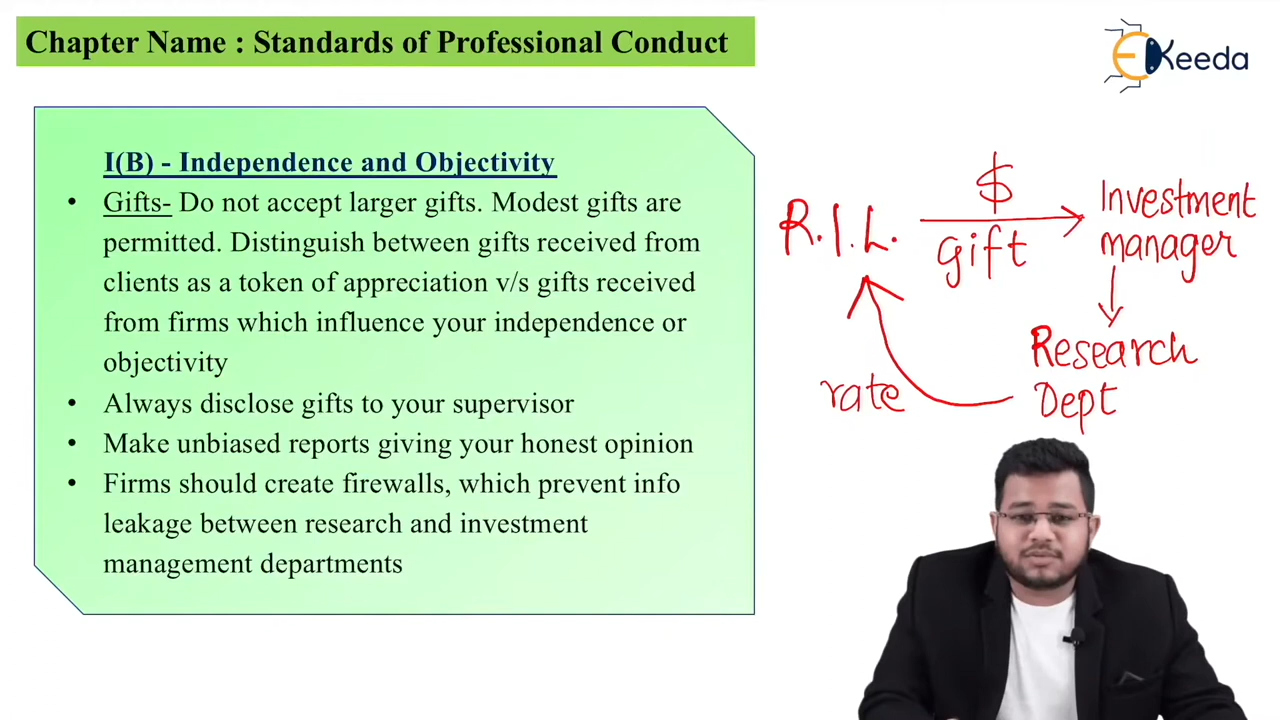 Chapter Name : Standards of Professional Conduct
EKeeda
I(B) - Independence and Objectivity
• Gifts- Do not accept larger gifts. Modest gifts are
permitted. Distinguish between gifts received from
clients as a token of appreciation v/s gifts received
from firms which influence your independence or
objectivity
• Always disclose gifts to your supervisor
• Make unbiased reports giving your honest opinion
• Firms should create firewalls, which prevent info
leakage between research and investment
management departments
$
R.I.L.
gift
Investment
manager
Research
Dept
rate